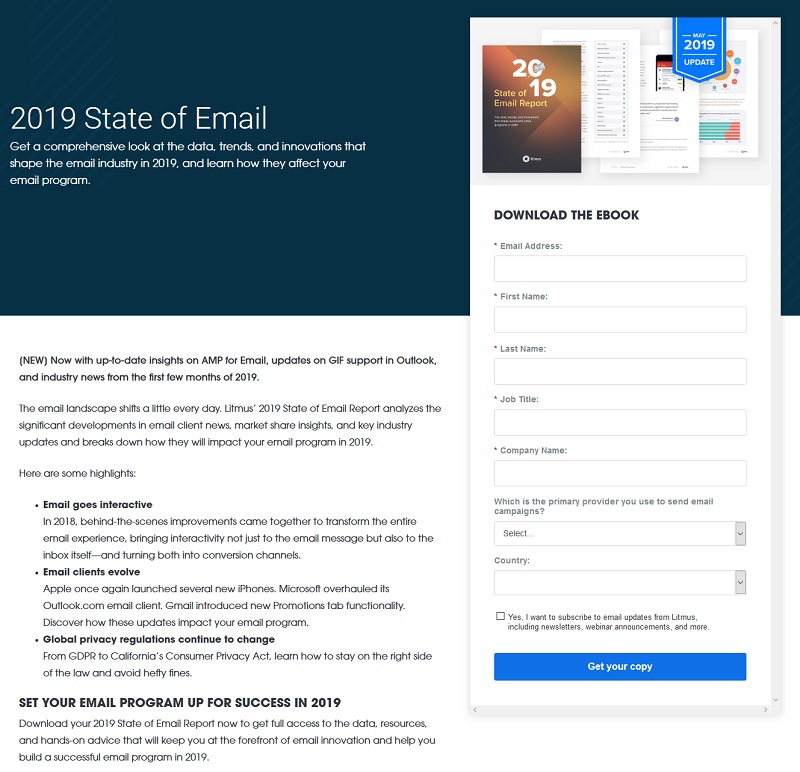 2019 State of Email
Get a comprehensive look at the data, trends, and innovations that
shape the email industry in 2019, and learn how they affect your
email program.
(NEW) Now with up-to-date insights on AMP for Email, updates on GIF support in Outlook,
and industry news from the first few months of 2019.
The email landscape shifts a little every day. Litmus' 2019 State of Email Report analyzes the
significant developments in email client news, market share insights, and key industry
updates and breaks down how they will impact your email program in 2019.
Here are some highlights:
• Email goes interactive
In 2018, behind-the-scenes improvements came together to transform the entire
email experience, bringing interactivity not just to the email message but also to the
inbox itself—and turning both into conversion channels.
• Email clients evolve
Apple once again launched several new iPhones. Microsoft overhauled its
Outlook.com email client. Gmail introduced new Promotions tab functionality.
Discover how these updates impact your email program.
• Global privacy regulations continue to change
From GDPR to California's Consumer Privacy Act, learn how to stay on the right side
of the law and avoid hefty fines.
SET YOUR EMAIL PROGRAM UP FOR SUCCESS IN 2019
Download your 2019 State of Email Report now to get full access to the data, resources,
and hands-on advice that will keep you at the forefront of email innovation and help you
build a successful email program in 2019.
MAY
2019
UPDATE
20
19
State of
Email Report
litmus
DOWNLOAD THE EBOOK
* Email Address:
* First Name:
* Last Name:
* Job Title:
* Company Name:
Which is the primary provider you use to send email
campaigns?
Select...
Country:
Yes, I want to subscribe to email updates from Litmus,
including newsletters, webinar announcements, and more.
Get your copy